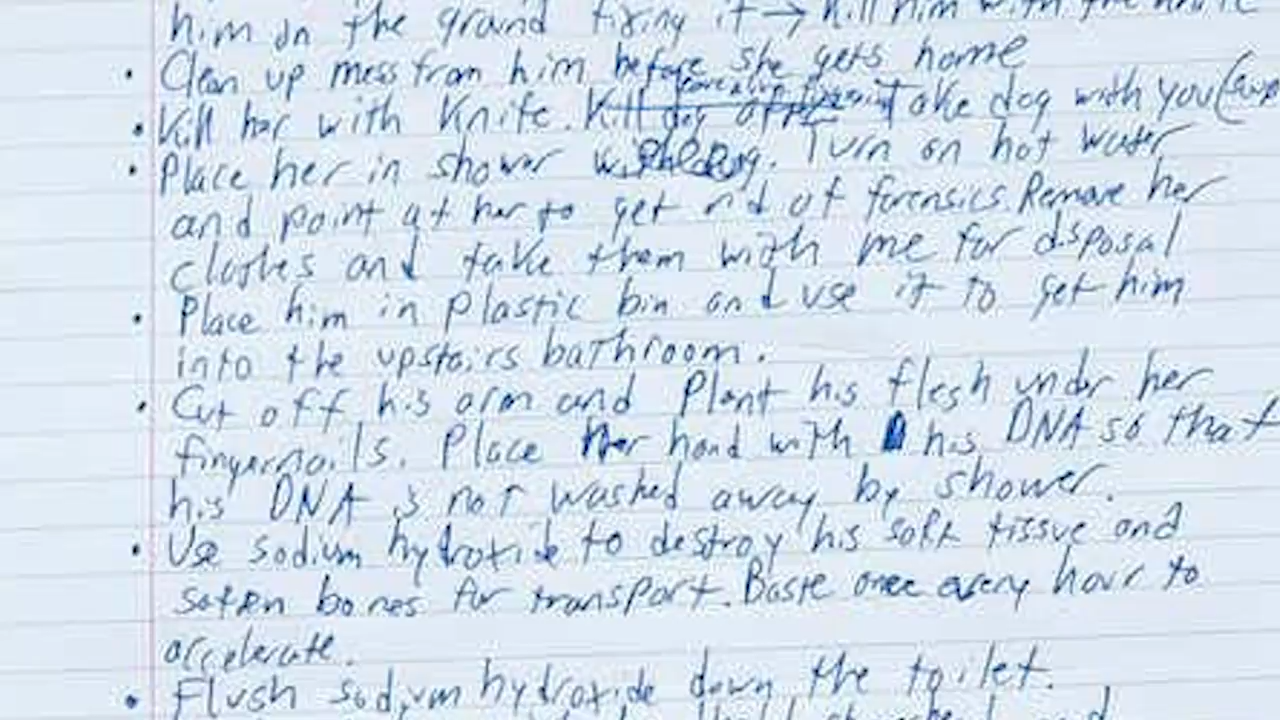 him on the ground fixing it → kill him with the knife
• Clean up mess from him before she gets home
• Kill her with knife. Kill dog after Take dog with you
• Place her in shower Turn on hot water
and point at her to get rid of forensics. Remove her
clothes and take them with me for disposal
• Place him in plastic bin and use it to get him
into the upstairs bathroom.
• Cut off his arm and plant his flesh under her
fingernails. Place her hand with his DNA so that
his DNA is not washed away by shower.
• Use sodium hydroxide to destroy his soft tissue and
soften bones for transport. Baste once every hour to
accelerate.
• Flush sodium hydroxide down the toilet.